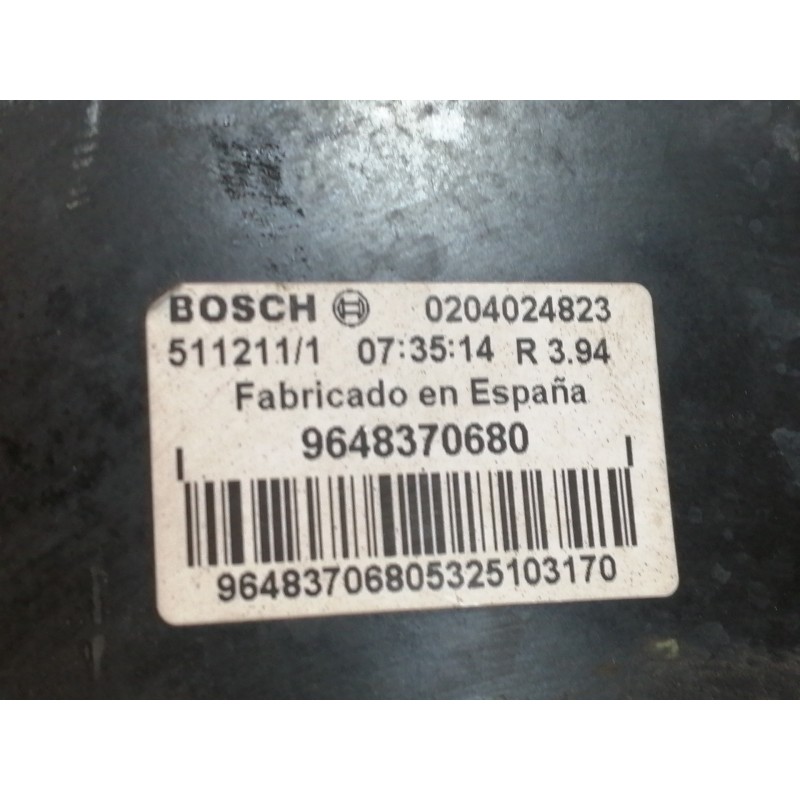 BOSCH 0204024823
511211/1 07:35:14 R 3.94
Fabricado en España
9648370680
96483706805325103170